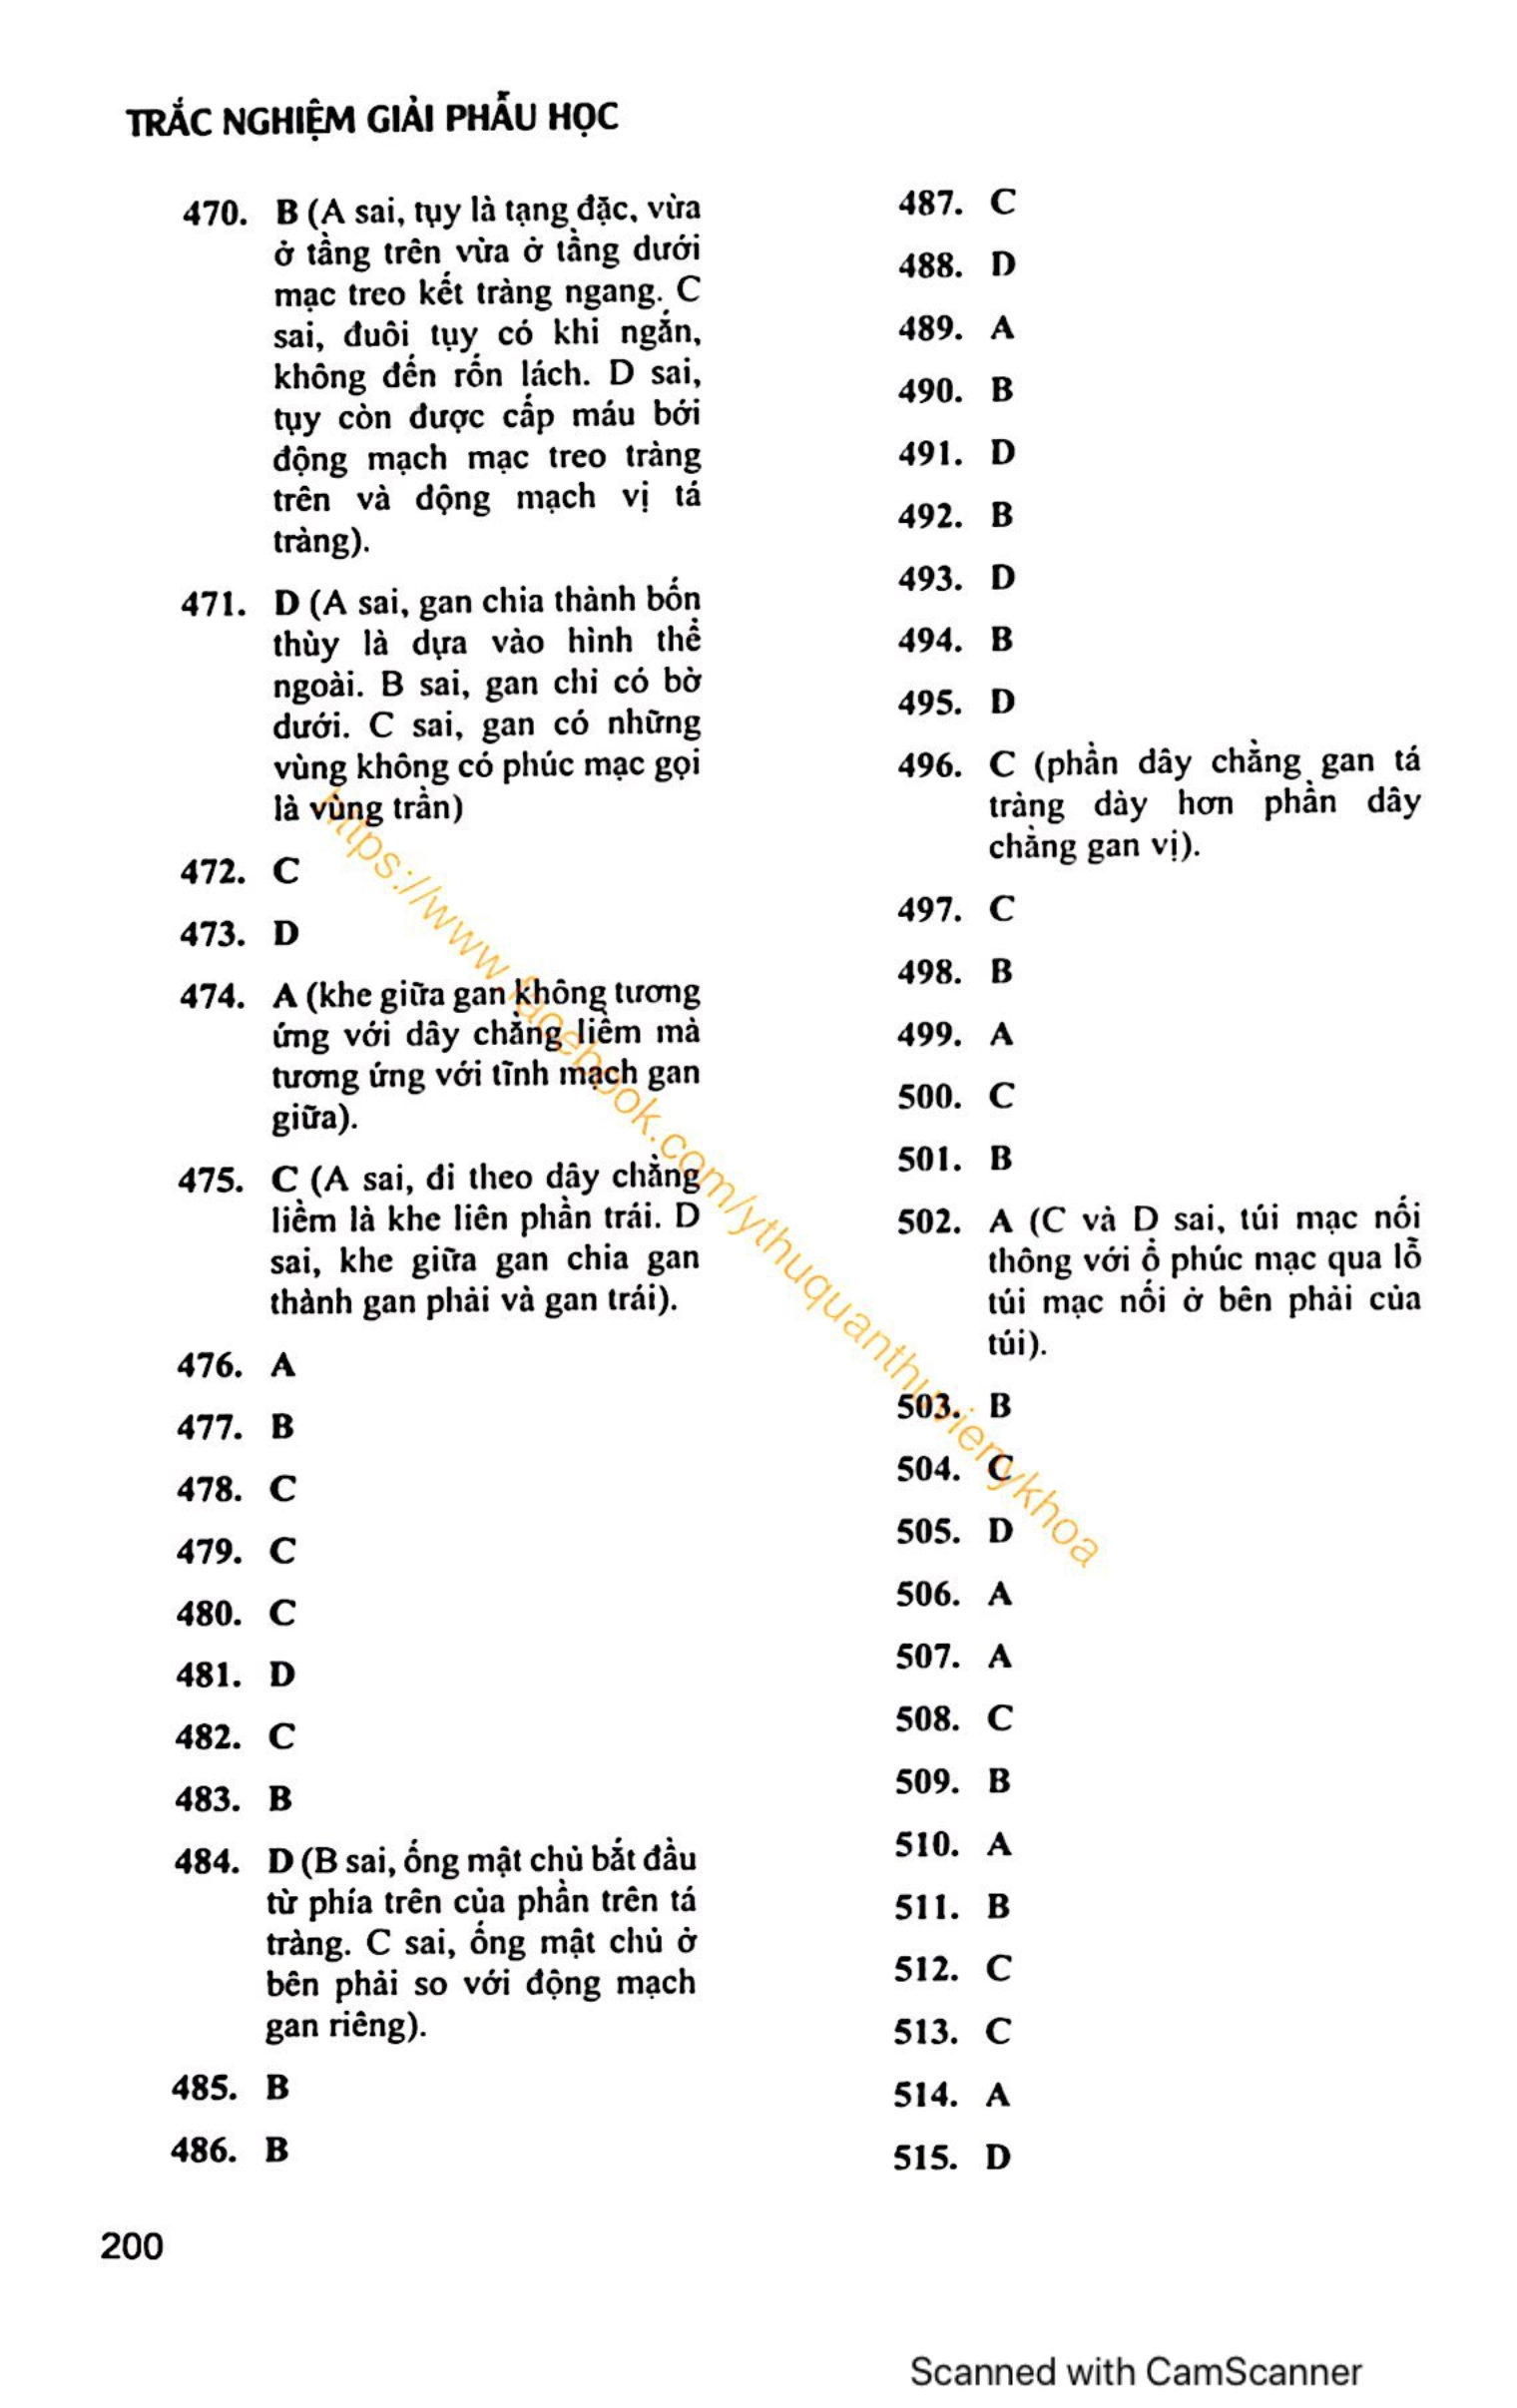 TRẮC NGHIỆM GIẢI PHẪU HỌC
470. B (A sai, tụy là tạng đặc, vừa
ở tầng trên vừa ở tầng dưới
mạc treo kết tràng ngang. C
sai, đuôi tụy có khi ngắn,
không đến rốn lách. D sai,
tụy còn được cấp máu bởi
động mạch mạc treo tràng
trên và động mạch vị tá
tràng).
471. D (A sai, gan chia thành bốn
thùy là dựa vào hình thể
ngoài. B sai, gan chỉ có bờ
dưới. C sai, gan có những
vùng không có phúc mạc gọi
là vùng trần)
472. C
473. D
474. A (khe giữa gan không tương
ứng với dây chằng liềm mà
tương ứng với tĩnh mạch gan
giữa).
475. C (A sai, đi theo dây chằng
liềm là khe liên phần trái. D
sai, khe giữa gan chia gan
thành gan phải và gan trái).
476. A
477. B
478. C
479. C
480. C
481. D
482. C
483. B
484. D (B sai, ống mật chủ bắt đầu
từ phía trên của phần trên tá
tràng. C sai, ống mật chủ ở
bên phải so với động mạch
gan riêng).
485. B
486. B
487. C
488. D
489. A
490. B
491. D
492. B
493. D
494. B
495. D
496. C (phần dây chằng gan tá
tràng dày hơn phần dây
chằng gan vị).
497. C
498. B
499. A
500. C
501. B
502. A (C và D sai, túi mạc nối
thông với ổ phúc mạc qua lỗ
túi mạc nối ở bên phải của
túi).
503. B
504. C
505. D
506. A
507. A
508. C
509. B
510. A
511. B
512. C
513. C
514. A
515. D
https://www.facebook.com/ythuquanthuvienykhoa
200
Scanned with CamScanner